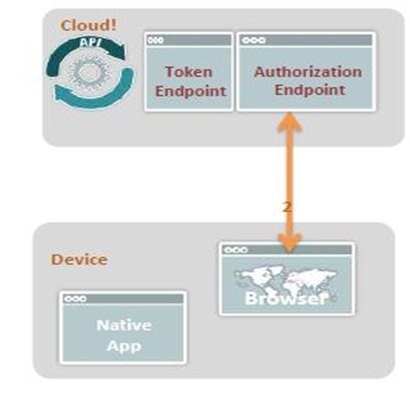 Cloud!
API
Token
Endpoint
Authorization
Endpoint
2
Device
Browser
Native
App